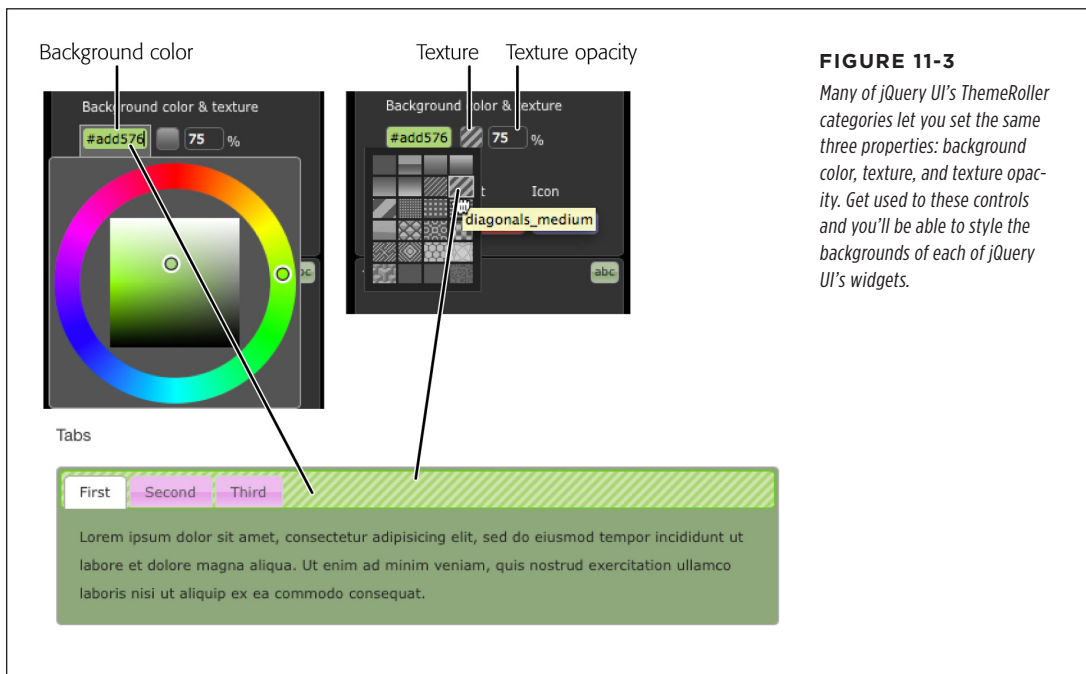 Background color
Texture
Texture opacity
Background color & texture
#add576
75
%
abc
Background color & texture
#add576
75
%
Icon
diagonals_medium
abc
Tabs
First
Second
Third
Lorem ipsum dolor sit amet, consectetur adipisicing elit, sed do eiusmod tempor incididunt ut
labore et dolore magna aliqua. Ut enim ad minim veniam, quis nostrud exercitation ullamco
laboris nisi ut aliquip ex ea commodo consequat.
FIGURE 11-3
Many of jQuery UI’s ThemeRoller
categories let you set the same
three properties: background
color, texture, and texture opac-
ity. Get used to these controls
and you’ll be able to style the
backgrounds of each of jQuery
UI’s widgets.